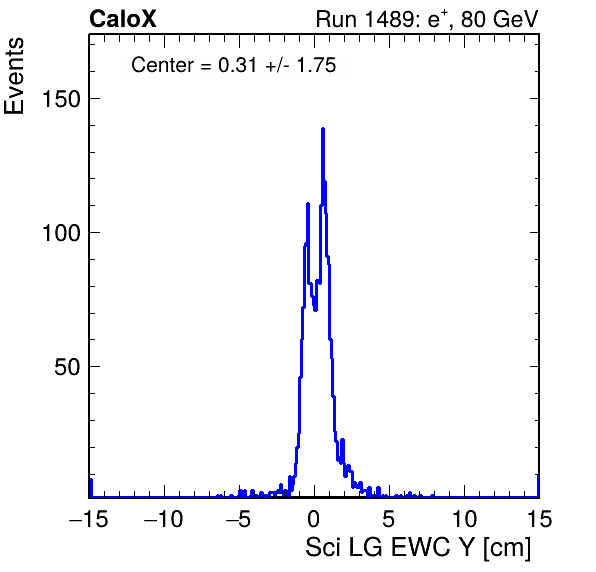 CaloX
Run 1489: e+, 80 GeV
Center = 0.31 +/- 1.75
Events
150
100
50
−15
−10
−5
0
5
10
15
Sci LG EWC Y [cm]